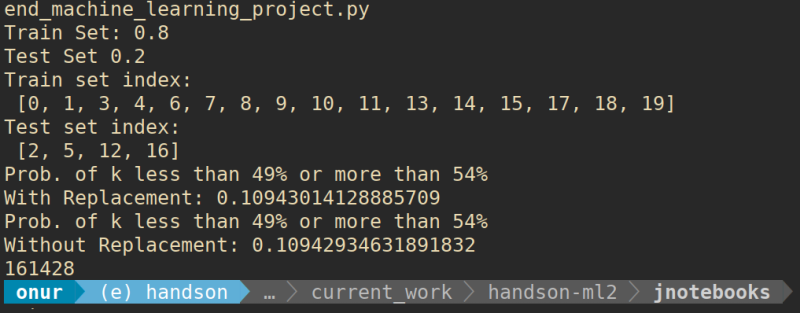 end_machine_learning_project.py
Train Set: 0.8
Test Set 0.2
Train set index:
[0, 1, 3, 4, 6, 7, 8, 9, 10, 11, 13, 14, 15, 17, 18, 19]
Test set index:
[2, 5, 12, 16]
Prob. of k less than 49% or more than 54%
With Replacement: 0.10943014128885709
Prob. of k less than 49% or more than 54%
Without Replacement: 0.10942934631891832
161428
onur (e) handson … current_work handson-ml2 jnotebooks